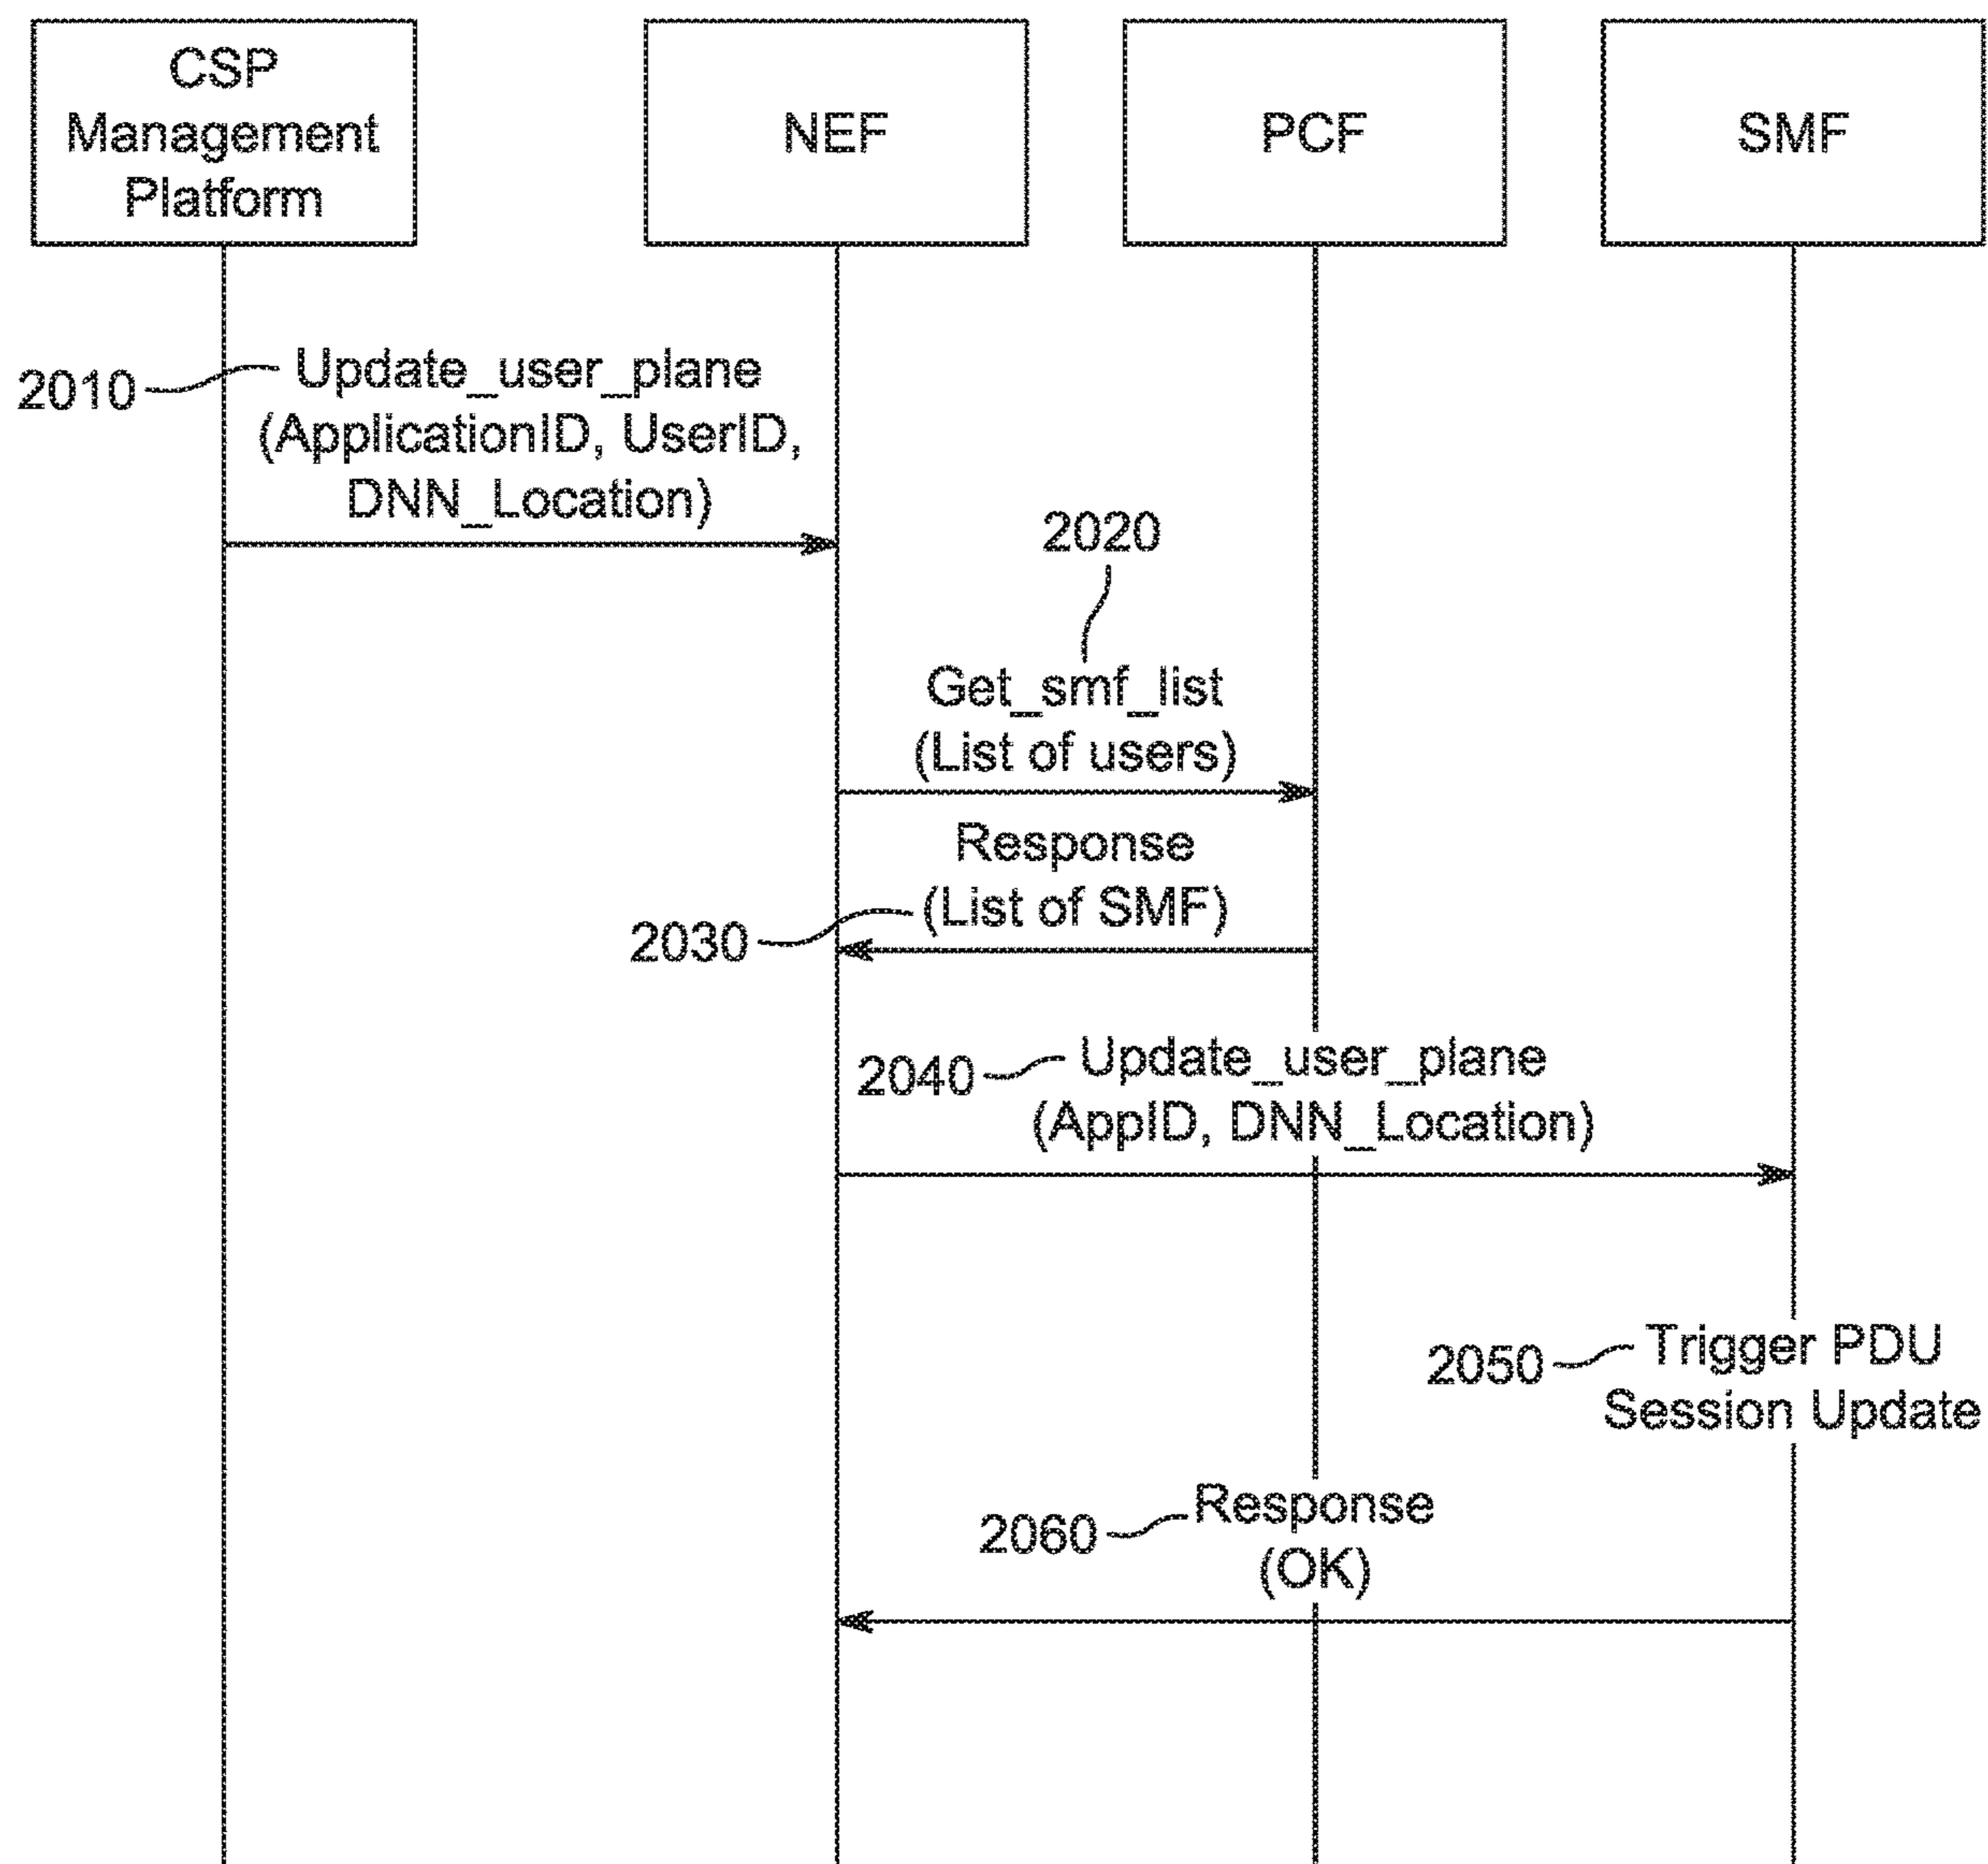 CSP
Management
Platform
NEF
PCF
SMF
2010
Update_user_plane
(ApplicationID, UserID,
DNN_Location)
2020
Get_smf_list
(List of users)
Response
(List of SMF)
2030
2040
Update_user_plane
(AppID, DNN_Location)
2050
Trigger PDU
Session Update
2060
Response
(OK)